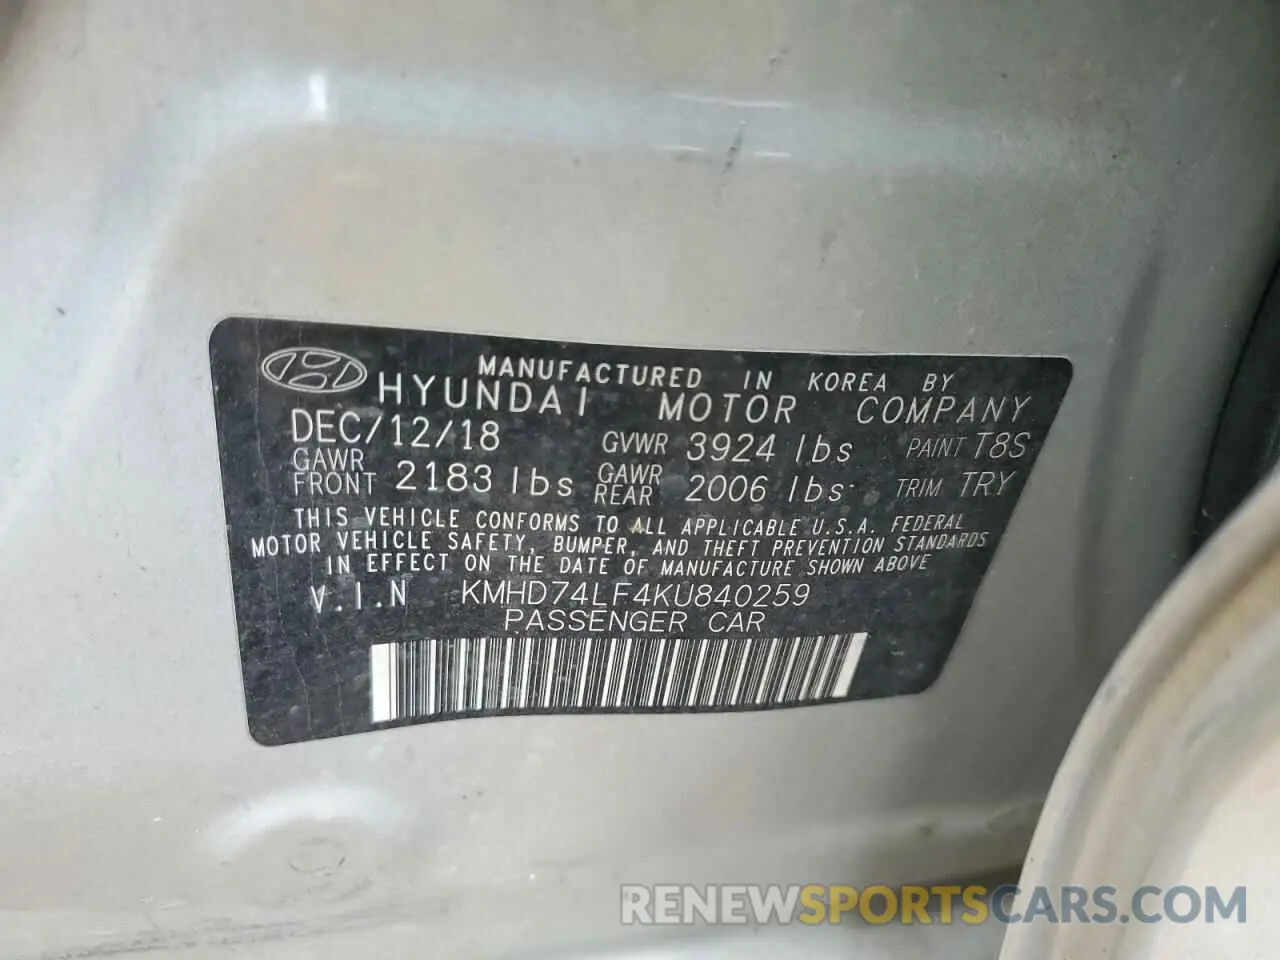 MANUFACTURED IN KOREA BY
HYUNDAI MOTOR COMPANY
DEC/12/18 GVWR 3924 lbs PAINT T8S
GAWR FRONT 2183 lbs GAWR REAR 2006 lbs TRIM TRY
THIS VEHICLE CONFORMS TO ALL APPLICABLE U.S.A. FEDERAL
MOTOR VEHICLE SAFETY, BUMPER, AND THEFT PREVENTION STANDARDS
IN EFFECT ON THE DATE OF MANUFACTURE SHOWN ABOVE
V.I.N KMHD74LF4KU840259
PASSENGER CAR
RENEWSPORTSCARS.COM